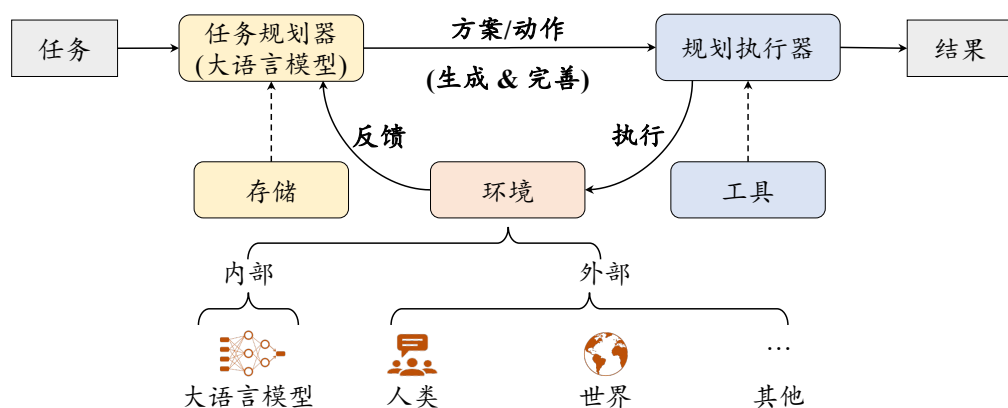 任务
任务规划器
(大语言模型)
方案/动作
(生成 & 完善)
规划执行器
结果
反馈
执行
存储
环境
工具
内部
外部
大语言模型
人类
世界
...
其他